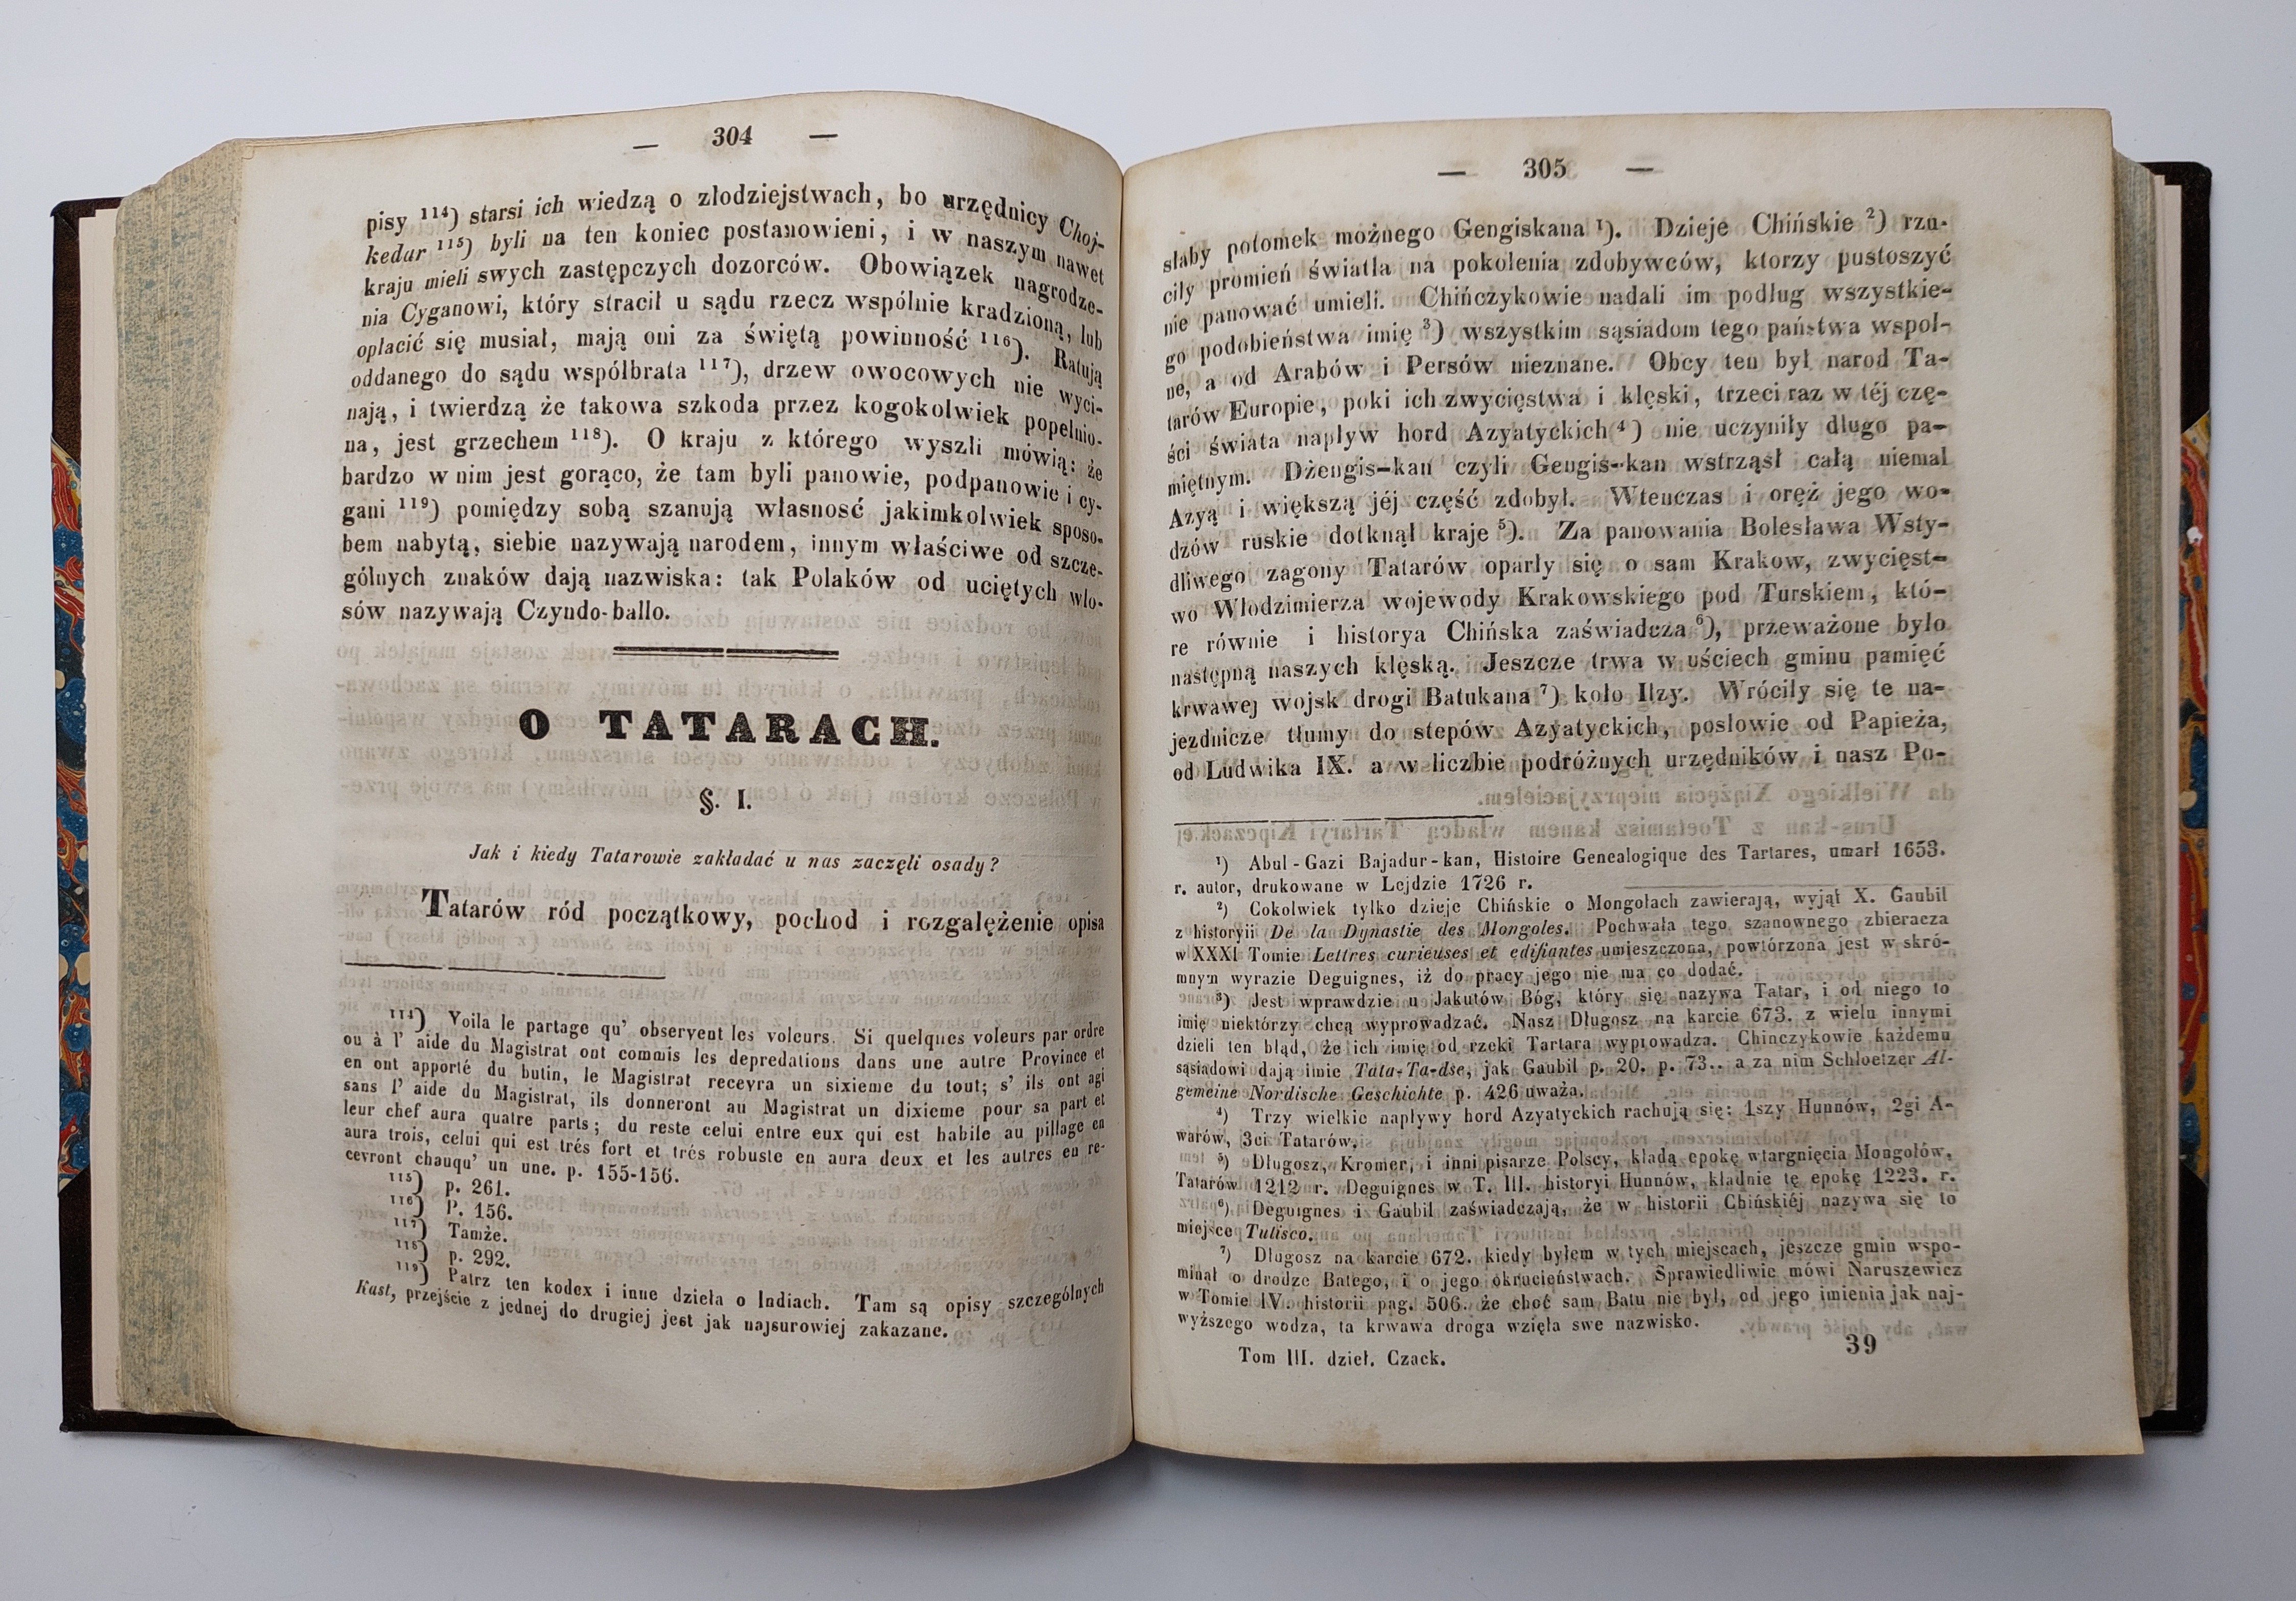 — 304 —
pisy ¹¹⁴) starsi ich wiedzą o złodziejstwach, bo urzędnicy Choj-
kedar ¹¹⁵) byli na ten koniec postanowieni, i w naszym nawet
kraju mieli swych zastępczych dozorców. Obowiązek nagrodze-
nia Cyganowi, który stracił u sądu rzecz wspólnie kradzioną, lub
opłacić się musiał, mają oni za świętą powinność ¹¹⁶). Ratują
oddanego do sądu współbrata ¹¹⁷), drzew owocowych nie wyci-
nają, i twierdzą że takowa szkoda przez kogokolwiek popełnio-
na, jest grzechem ¹¹⁸). O kraju z którego wyszli mówią: że
bardzo w nim jest gorąco, że tam byli panowie, podpanowie i cy-
gani ¹¹⁹) pomiędzy sobą szanują własność jakimkolwiek sposo-
bem nabytą, siebie nazywają narodem, innym właściwe od szcze-
gólnych znaków dają nazwiska: tak Polaków od uciętych wło-
sów nazywają Czyndo-ballo.
O TATARACH.
§. I.
Jak i kiedy Tatarowie zakładać u nas zaczęli osady?
Tatarów ród początkowy, pochod i rozgałężenie opisa
¹¹⁴) Voila le partage qu' observent les voleurs. Si quelques voleurs par ordre
ou à l' aide du Magistrat ont commis les depredations dans une autre Province et
en ont apporté du butin, le Magistrat recevra un sixieme du tout; s' ils ont agi
sans l' aide du Magistrat, ils donneront au Magistrat un dixieme pour sa part et
leur chef aura quatre parts; du reste celui entre eux qui est habile au pillage en
aura trois, celui qui est trés fort et trés robuste en aura deux et les autres en re-
cevront chauqu' un une. p. 155-156.
¹¹⁵) p. 261.
¹¹⁶) P. 156.
¹¹⁷) Tamże.
¹¹⁸) p. 292.
¹¹⁹) Patrz ten kodex i inne dzieła o Indiach. Tam są opisy szczególnych
Kast, przejście z jednej do drugiej jest jak najsurowiej zakazane.
— 305 —
słaby potomek możnego Gengiskana ¹). Dzieje Chińskie ²) rzu-
ciły promień światła na pokolenia zdobywców, ktorzy pustoszyć
nie panować umieli. Chińczykowie nadali im podług wszystkie-
go podobieństwa imię ³) wszystkim sąsiadom tego państwa wspól-
ne, a od Arabów i Persów nieznane. Obcy ten był narod Ta-
tarów Europie, poki ich zwycięstwa i klęski, trzeci raz w téj czę-
ści świata napływ hord Azyatyckich ⁴) nie uczyniły długo pa-
miętnym. Dżengis-kan czyli Gengis-kan wstrząsł całą niemal
Azyą i większą jéj część zdobył. Wtenczas i oręż jego wo-
dzów ruskie dotknął kraje ⁵). Za panowania Bolesława Wsty-
dliwego zagony Tatarów oparły się o sam Krakow, zwycięst-
wo Włodzimierza wojewody Krakowskiego pod Turskiem, któ-
re równie i historya Chińska zaświadcza ⁶), przeważone było
następną naszych klęską. Jeszcze trwa w uściech gminu pamięć
krwawej wojsk drogi Batukana ⁷) koło Ilzy. Wróciły się te na-
jezdnicze tłumy do stepów Azyatyckich, posłowie od Papieża,
od Ludwika IX. a w liczbie podróżnych urzędników i nasz Po-
¹) Abul-Gazi Bajadur-kan, Histoire Genealogique des Tartares, umarł 1653.
r. autor, drukowane w Lejdzie 1726 r.
²) Cokolwiek tylko dzieje Chińskie o Mongołach zawierają, wyjął X. Gaubil
z historyii De la Dynastie des Mongoles. Pochwała tego szanownego zbieracza
w XXXI Tomie Lettres curieuses et edifiantes umieszczona, powtórzona jest w skró-
mnym wyrazie Deguignes, iż do pracy jego nie ma co dodać.
³) Jest wprawdzie u Jakutów Bóg, który się nazywa Tatar, i od niego to
imię niektórzy chcą wyprowadzać. Nasz Długosz na karcie 673. z wielu innymi
dzieli ten błąd, że ich imię od rzeki Tartara wyprowadza. Chinczykowie każdemu
sąsiadowi dają imie Tata-Ta-dse, jak Gaubil p. 20. p. 73.. a za nim Schloetzer Al-
gemeine Nordische Geschichte p. 426 uważa.
⁴) Trzy wielkie napływy hord Azyatyckich rachują się: 1szy Hunnów, 2gi A-
warów, 3ci Tatarów.
⁵) Długosz, Kromer, i inni pisarze Polscy, kładą epokę wtargnięcia Mongołów,
Tatarów 1212 r. Deguignes w T. III. historyi Hunnów, kładnie tę epokę 1223. r.
⁶) Deguignes i Gaubil zaświadczają, że w historii Chińskiéj nazywa się to
miejsce Tulisco.
⁷) Długosz na karcie 672. kiedy byłem w tych miejscach, jeszcze gmin wspo-
minał o drodze Batego, i o jego okrucieństwach. Sprawiedliwie mówi Naruszewicz
w Tomie IV. historii pag. 506. że choć sam Batu nie był, od jego imienia jak naj-
wyższego wodza, ta krwawa droga wzięła swe nazwisko.
Tom III. dzieł. Czack. 39